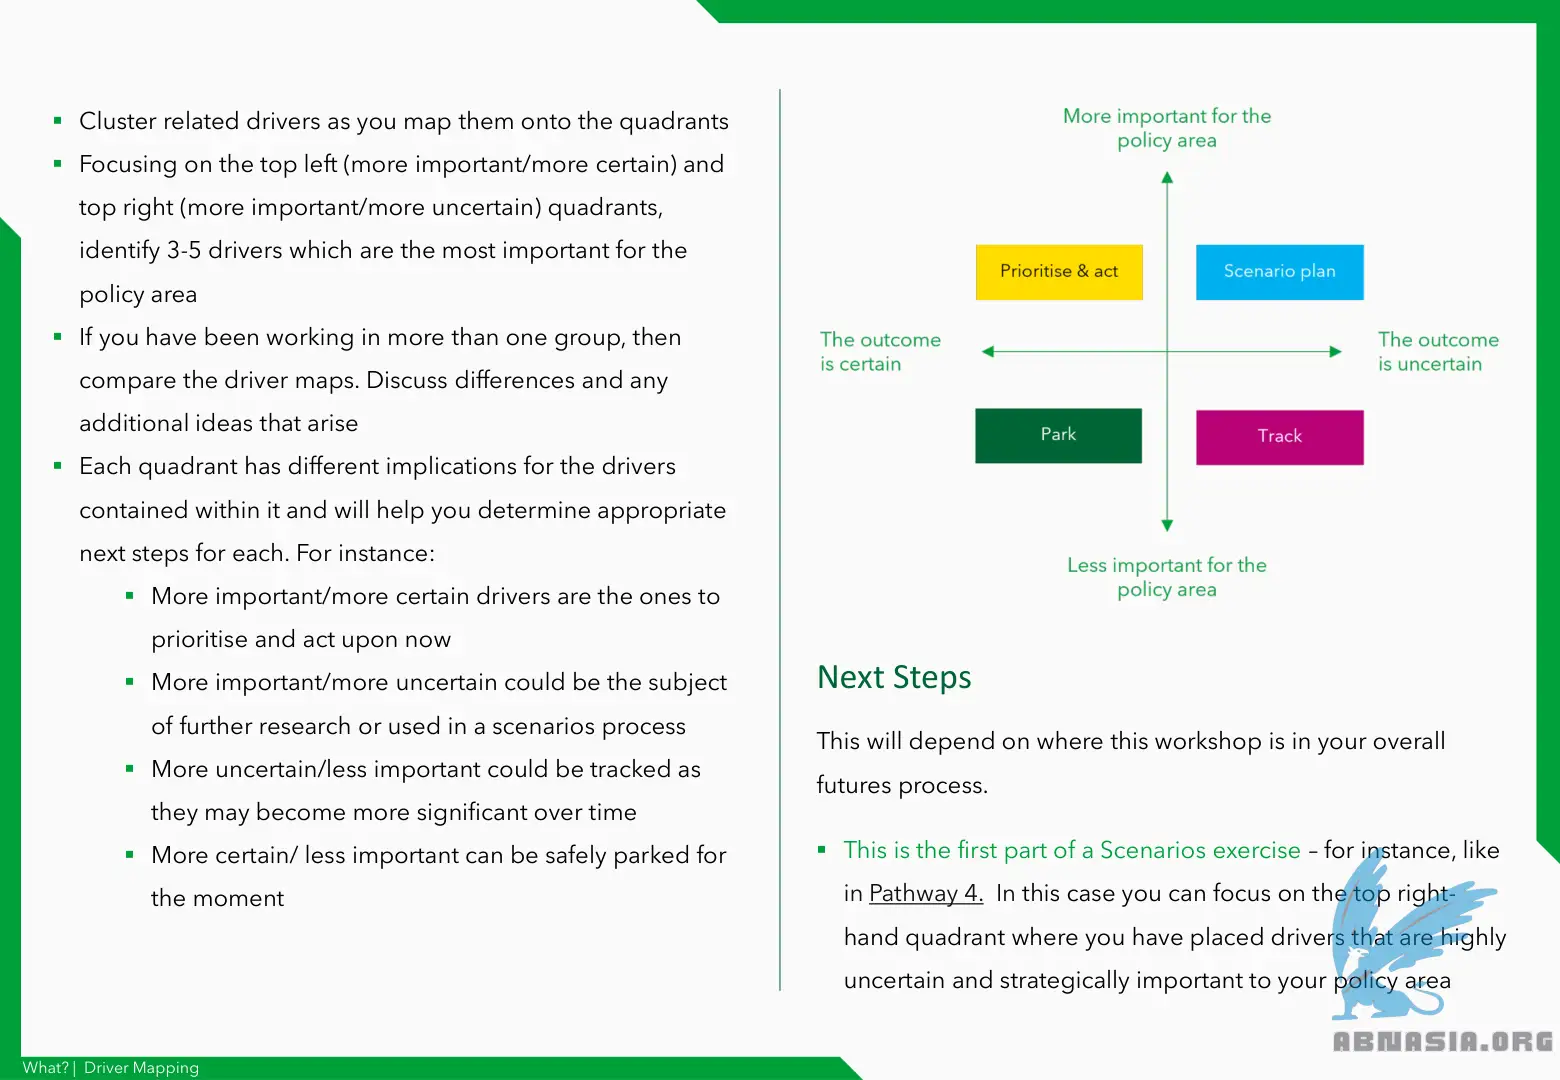 ▪ Cluster related drivers as you map them onto the quadrants
▪ Focusing on the top left (more important/more certain) and
top right (more important/more uncertain) quadrants,
identify 3-5 drivers which are the most important for the
policy area
▪ If you have been working in more than one group, then
compare the driver maps. Discuss differences and any
additional ideas that arise
▪ Each quadrant has different implications for the drivers
contained within it and will help you determine appropriate
next steps for each. For instance:
▪ More important/more certain drivers are the ones to
prioritise and act upon now
▪ More important/more uncertain could be the subject
of further research or used in a scenarios process
▪ More uncertain/less important could be tracked as
they may become more significant over time
▪ More certain/ less important can be safely parked for
the moment
More important for the
policy area
Prioritise & act
Scenario plan
The outcome
is certain
The outcome
is uncertain
Park
Track
Less important for the
policy area
Next Steps
This will depend on where this workshop is in your overall
futures process.
▪ This is the first part of a Scenarios exercise – for instance, like
in Pathway 4. In this case you can focus on the top right-
hand quadrant where you have placed drivers that are highly
uncertain and strategically important to your policy area
ABNASIA.ORG
What? | Driver Mapping